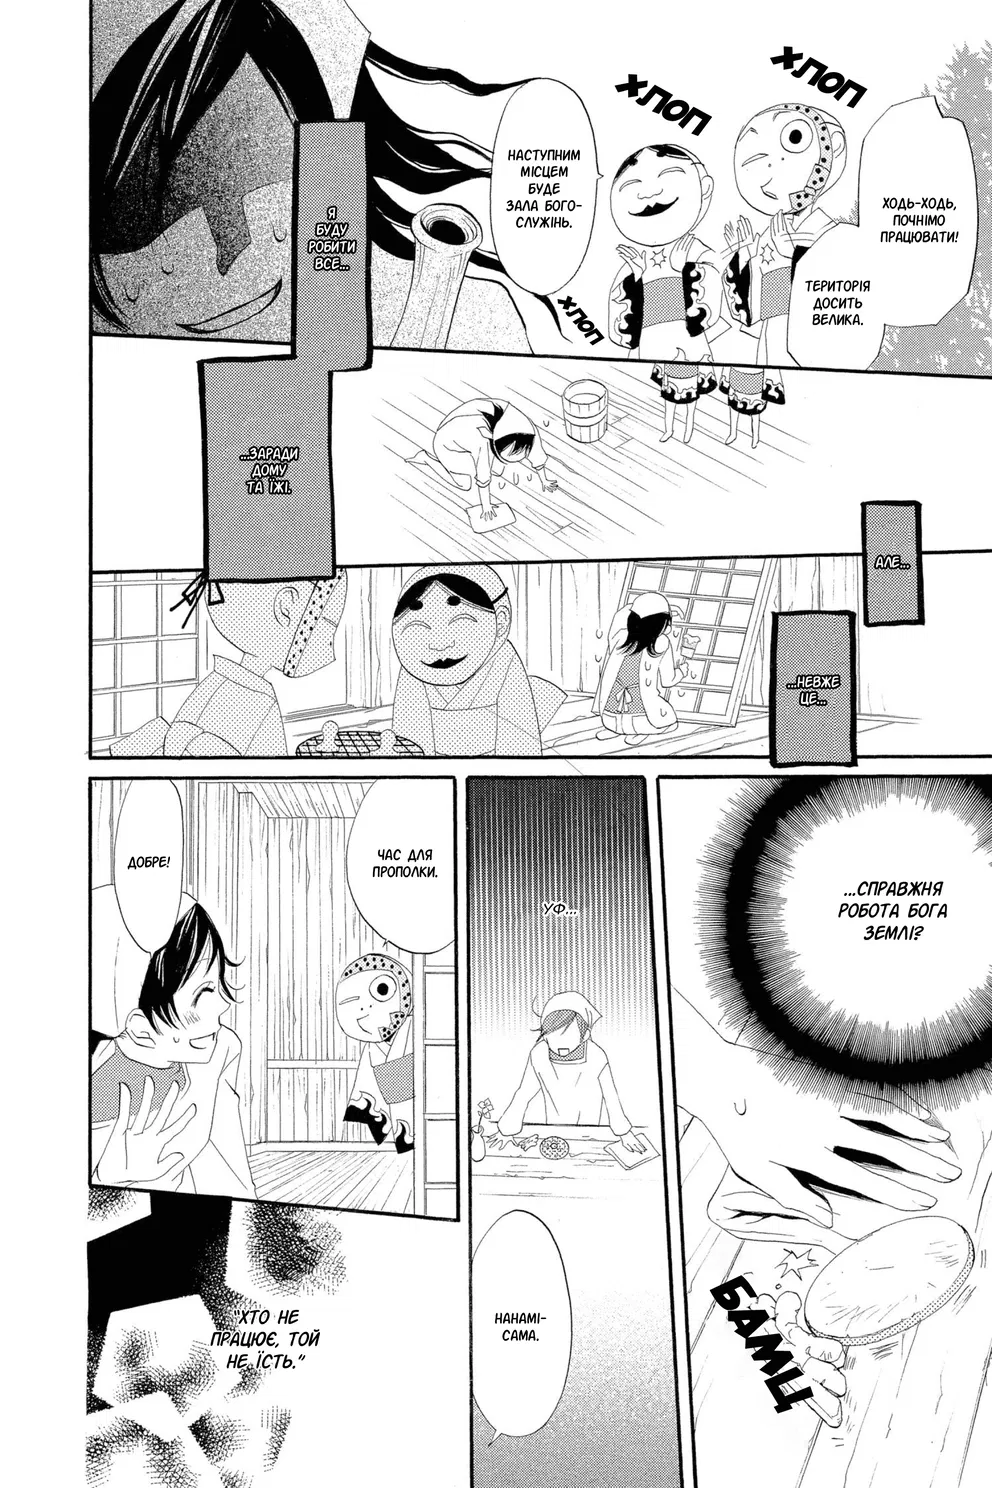 ХЛОП
ХЛОП
ХОДЬ-ХОДЬ,
ПОЧНІМО
ПРАЦЮВАТИ!
ТЕРИТОРІЯ
ДОСИТЬ
ВЕЛИКА.
НАСТУПНИМ
МІСЦЕМ
БУДЕ
ЗАЛА БОГО-
СЛУЖІНЬ.
ХЛОП
Я
БУДУ
РОБИТИ
ВСЕ...
...ЗАРАДИ
ДОМУ
ТА ЇЖІ.
АЛЕ...
...НЕВЖЕ
ЦЕ...
...СПРАВЖНЯ
РОБОТА БОГА
ЗЕМЛІ?
БАМЦ
УФ...
НАНАМІ-
САМА.
ЧАС ДЛЯ
ПРОПОЛКИ.
ДОБРЕ!
"ХТО НЕ
ПРАЦЮЄ, ТОЙ
НЕ ЇСТЬ."